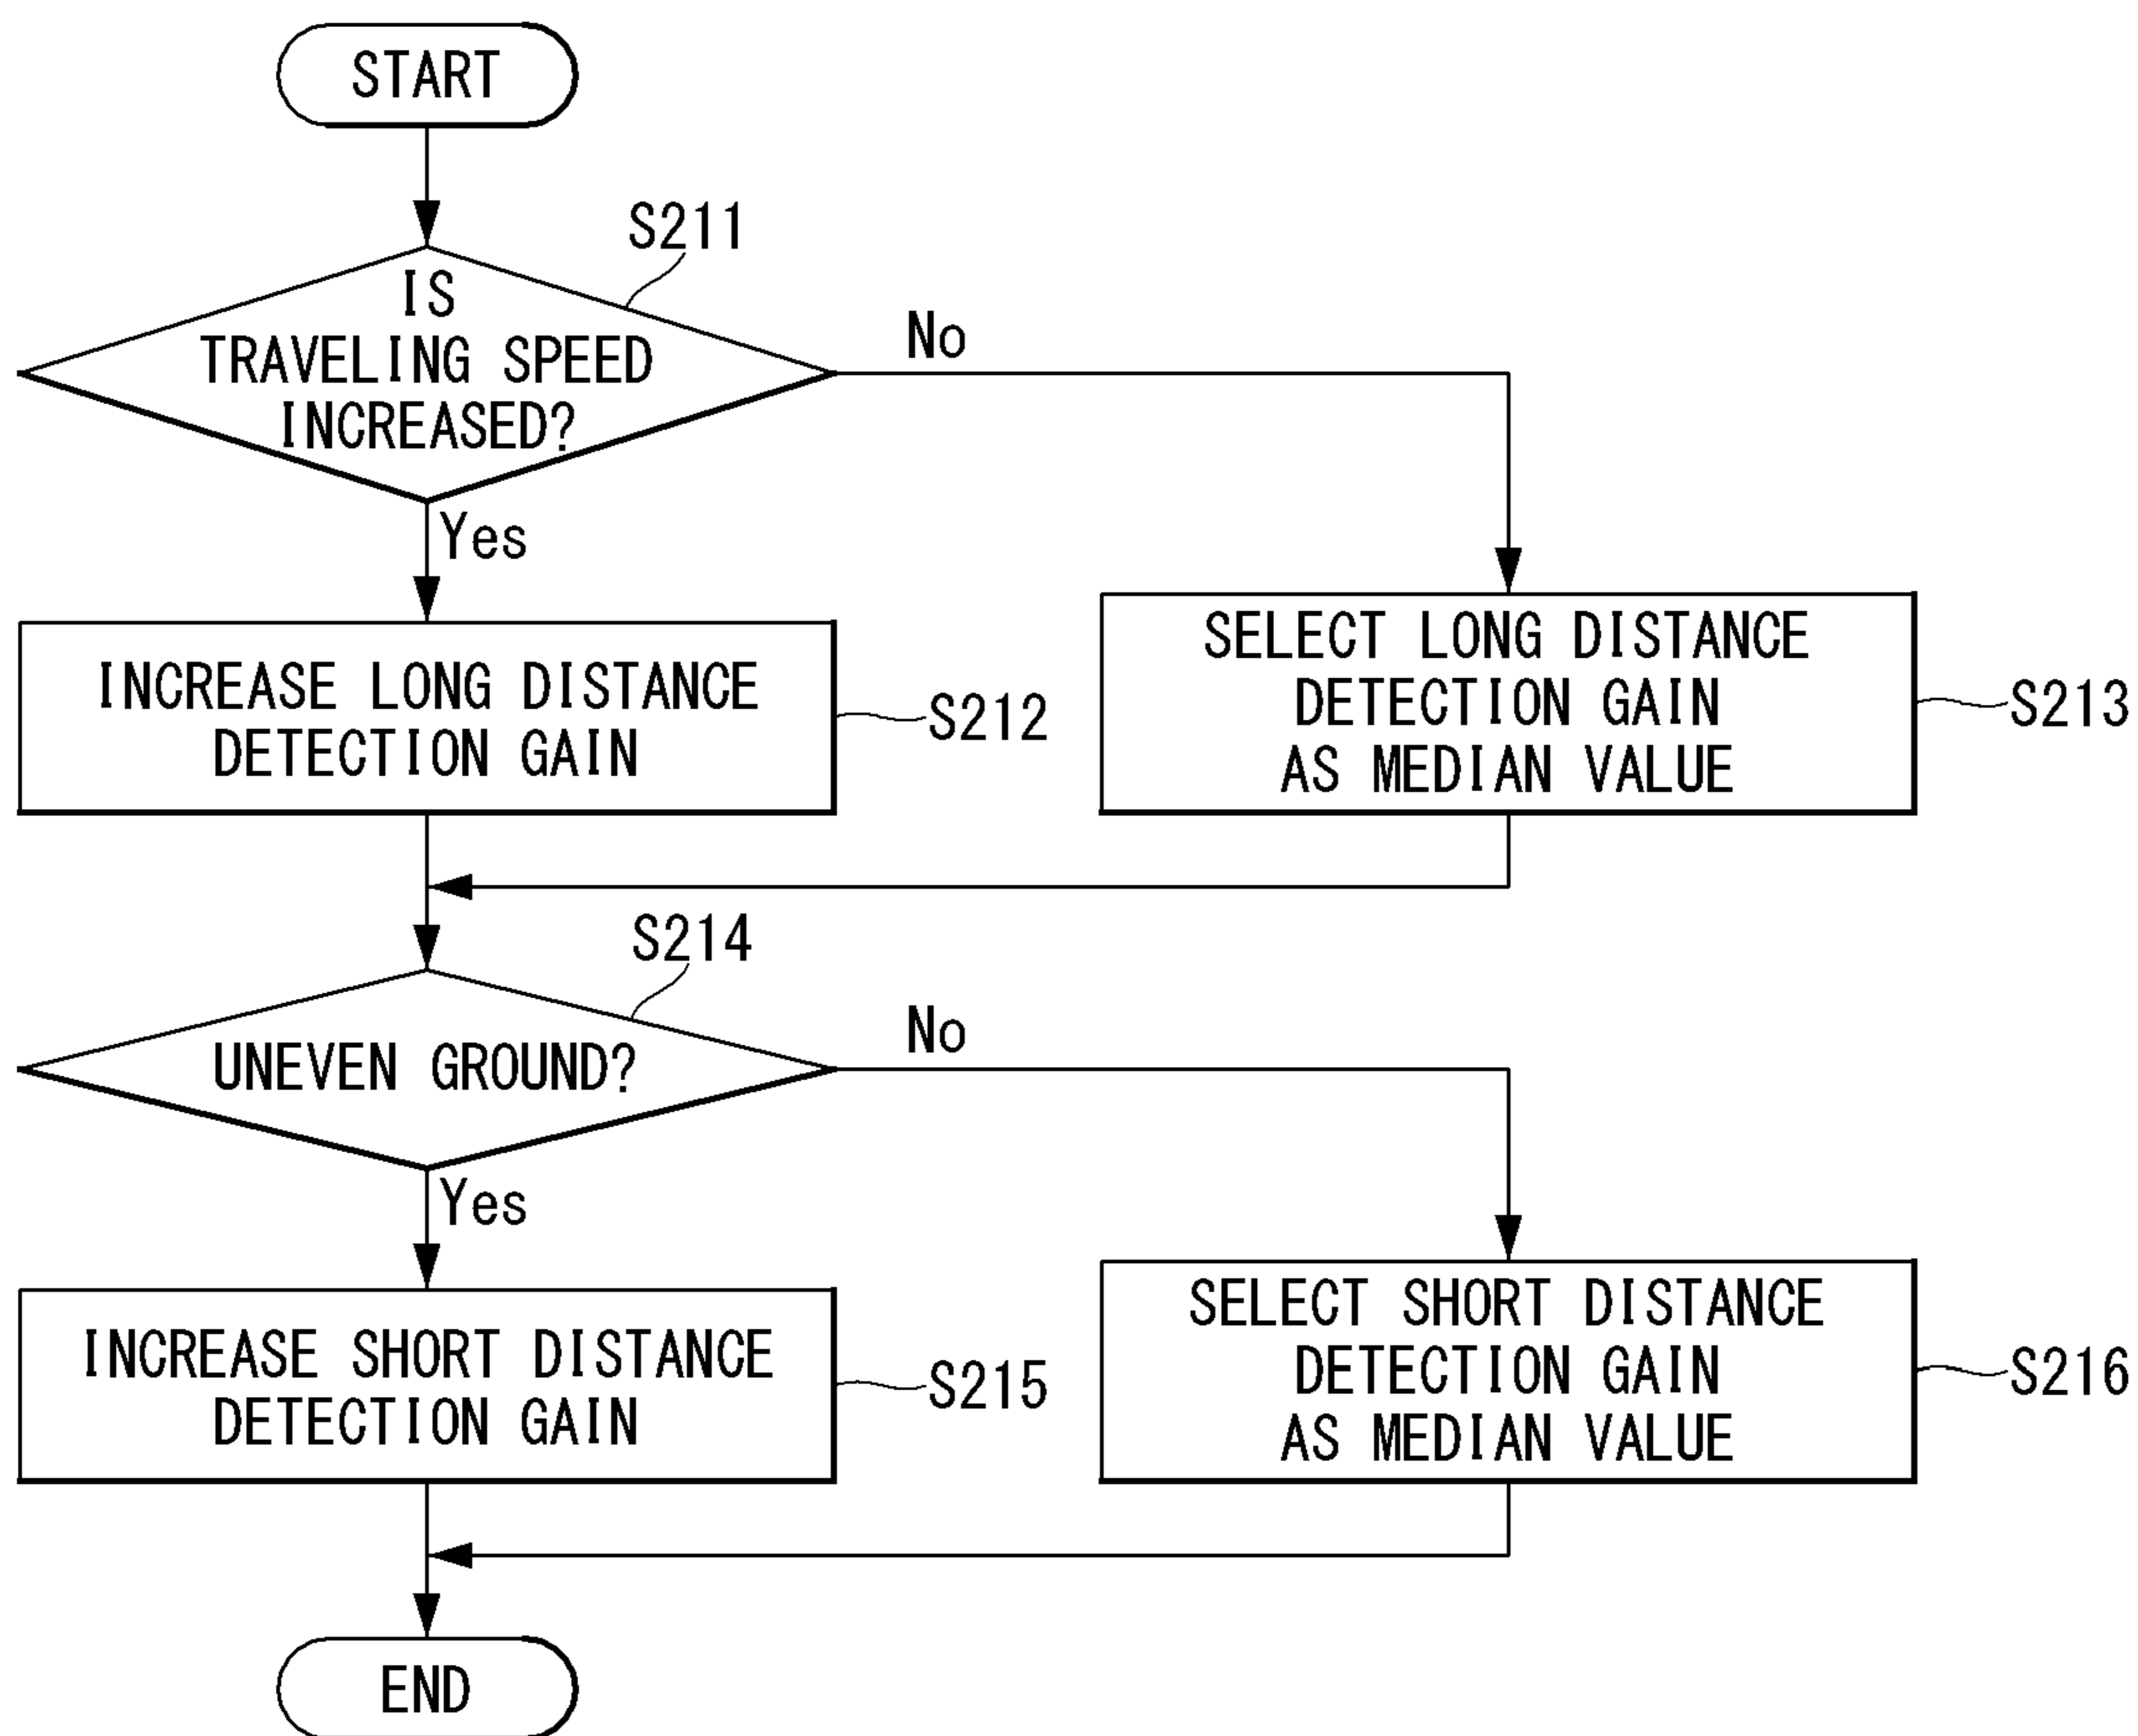 START
S211
IS
TRAVELING SPEED
INCREASED?
No
Yes
INCREASE LONG DISTANCE
DETECTION GAIN
S212
SELECT LONG DISTANCE
DETECTION GAIN
AS MEDIAN VALUE
S213
S214
UNEVEN GROUND?
No
Yes
INCREASE SHORT DISTANCE
DETECTION GAIN
S215
SELECT SHORT DISTANCE
DETECTION GAIN
AS MEDIAN VALUE
S216
END